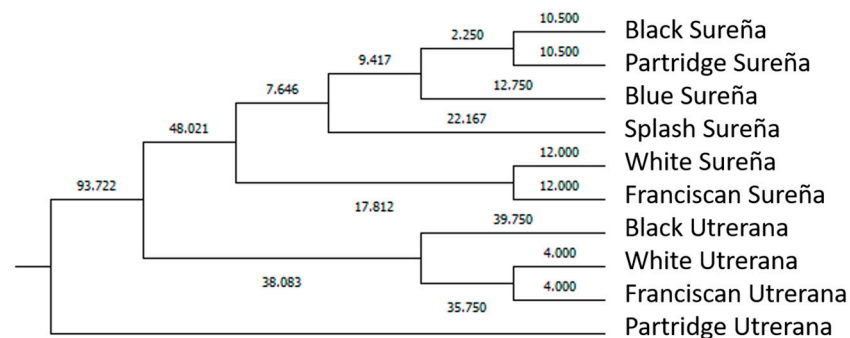 10.500
Black Sureña
2.250
10.500
Partridge Sureña
9.417
12.750
Blue Sureña
7.646
22.167
Splash Sureña
48.021
12.000
White Sureña
93.722
12.000
Franciscan Sureña
17.812
39.750
Black Utrerana
4.000
White Utrerana
38.083
4.000
Franciscan Utrerana
35.750
Partridge Utrerana